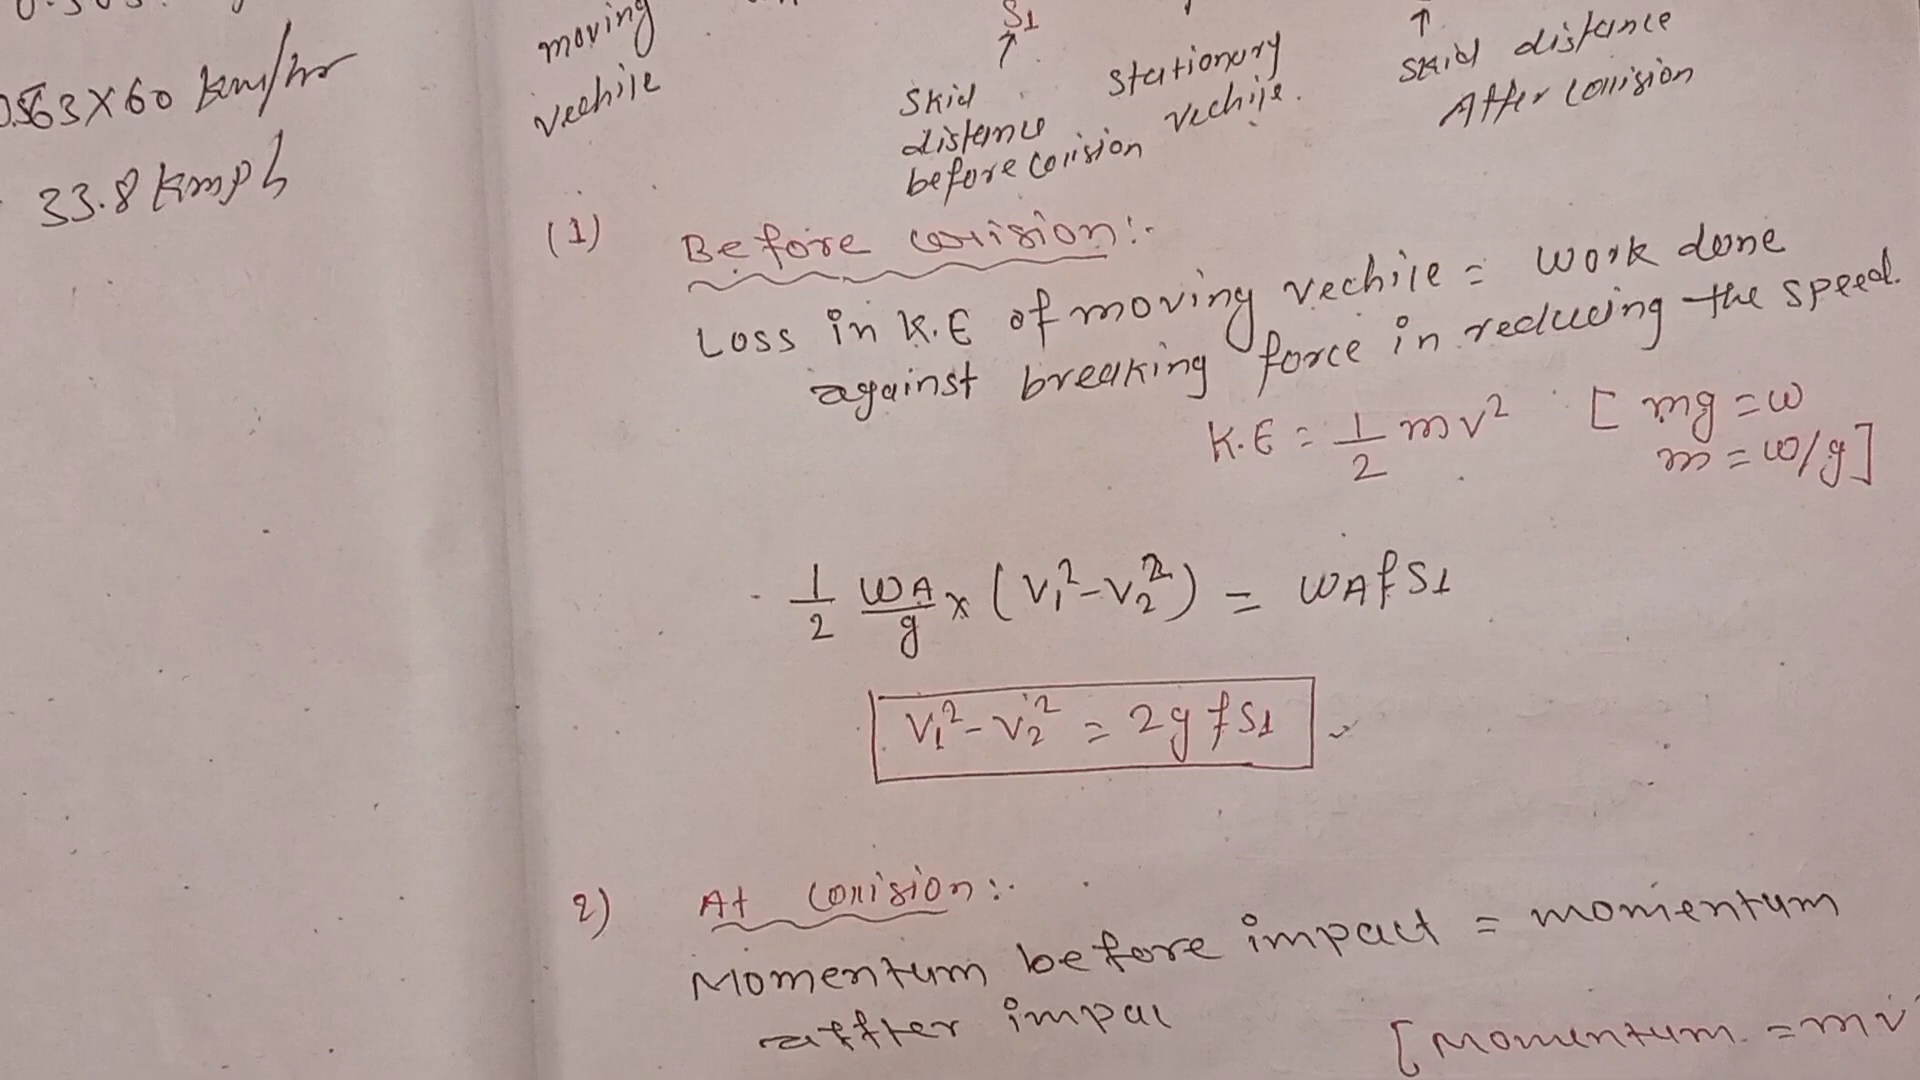 0.563X60 km/hr
33.8 kmph
moving
vechile
S1
↑
Skid
distance
before collision
Stationary
vechile.
↑
Skid distance
After collision
(1) Before collision:-
Loss in K.E of moving vechile = work done
against breaking force in reducing the speed.
K.E = 1/2 mv² [ mg = w
m = w/g]
1/2 WA/g x (V₁²-V₂²) = WAfS1
V₁²-V₂² = 2gfS1
2) At collision:-
Momentum before impact = momentum
affter impac
[Momentum = mv